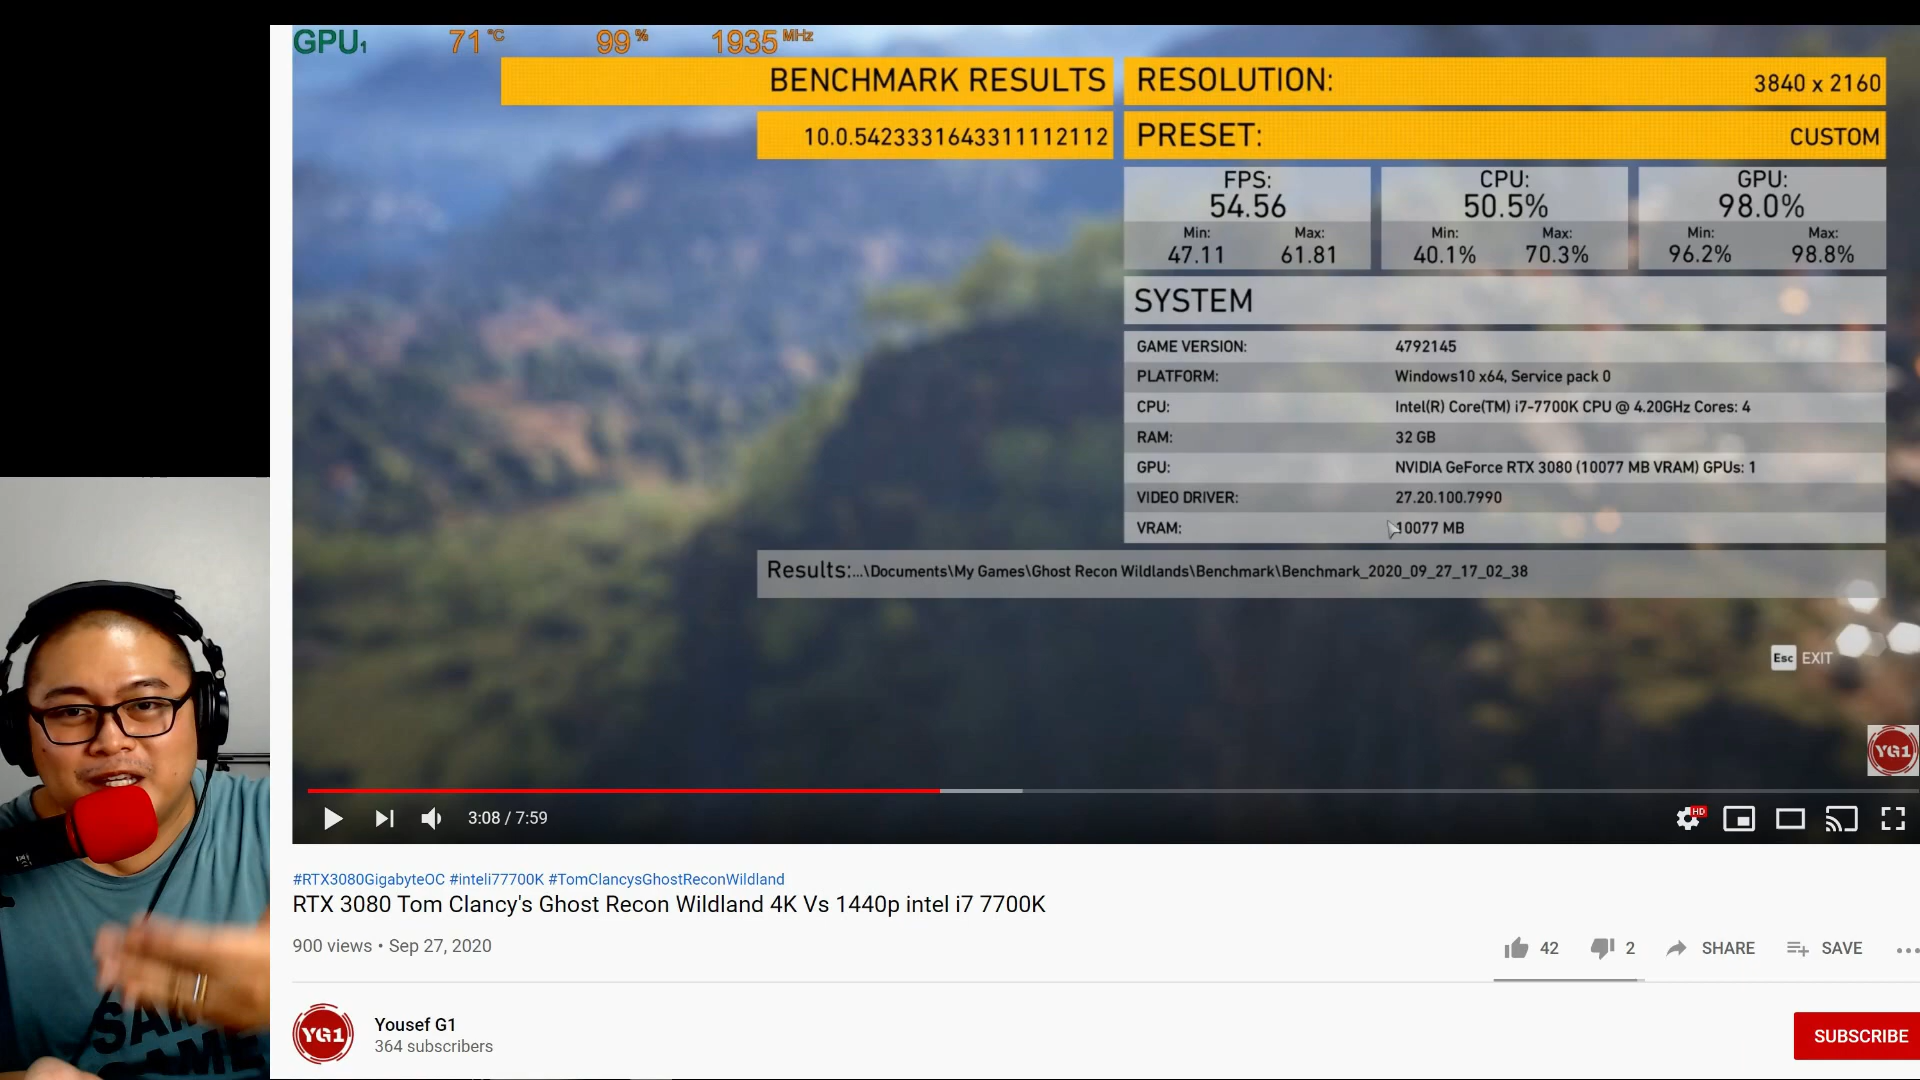 GPU1 71 °C 99 % 1935 MHz
BENCHMARK RESULTS
10.0.5423331643311112112
RESOLUTION: 3840 x 2160
PRESET: CUSTOM
FPS: CPU: GPU:
54.56 50.5% 98.0%
Min: Max: Min: Max: Min: Max:
47.11 61.81 40.1% 70.3% 96.2% 98.8%
SYSTEM
GAME VERSION: 4792145
PLATFORM: Windows10 x64, Service pack 0
CPU: Intel(R) Core(TM) i7-7700K CPU @ 4.20GHz Cores: 4
RAM: 32 GB
GPU: NVIDIA GeForce RTX 3080 (10077 MB VRAM) GPUs: 1
VIDEO DRIVER: 27.20.100.7990
VRAM: 10077 MB
Results:...\Documents\My Games\Ghost Recon Wildlands\Benchmark\Benchmark_2020_09_27_17_02_38
Esc EXIT
YG1
3:08 / 7:59 HD
#RTX3080GigabyteOC #inteli77700K #TomClancysGhostReconWildland
RTX 3080 Tom Clancy's Ghost Recon Wildland 4K Vs 1440p intel i7 7700K
900 views • Sep 27, 2020
42 2 SHARE SAVE
YG1
Yousef G1
364 subscribers
SUBSCRIBE
GAME